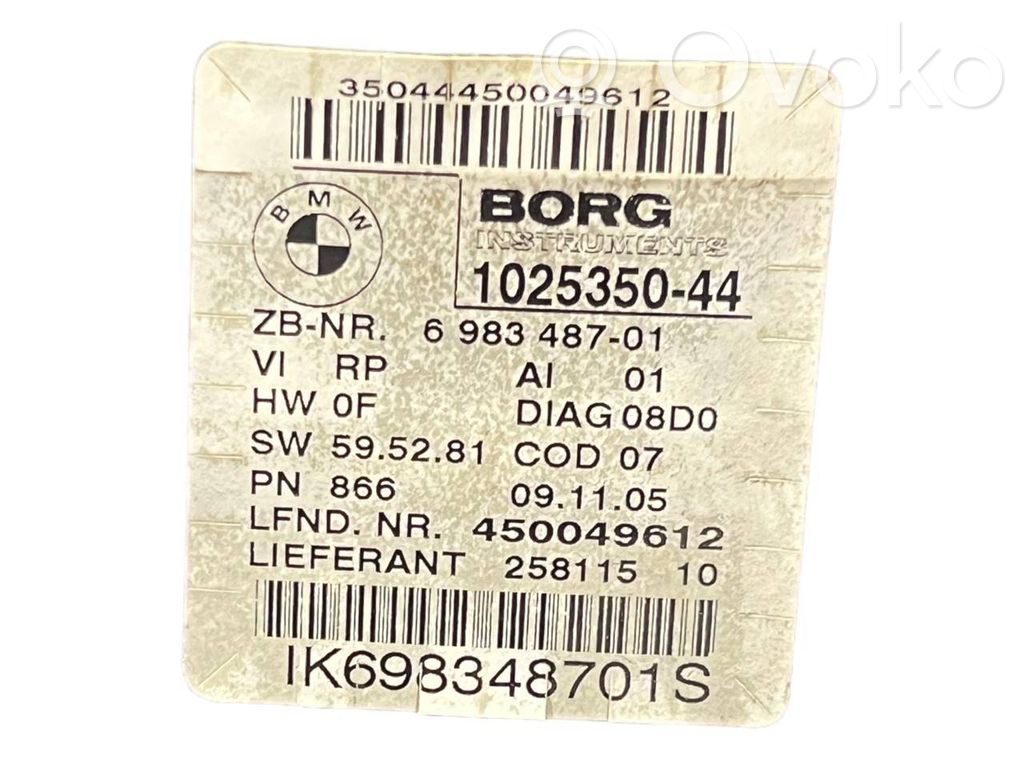 Ovoko
35044450049612
BMW
BORG
INSTRUMENTS
1025350-44
ZB-NR. 6 983 487-01
VI RP AI 01
HW 0F DIAG 08D0
SW 59.52.81 COD 07
PN 866 09.11.05
LFND. NR. 450049612
LIEFERANT 258115 10
IK698348701S